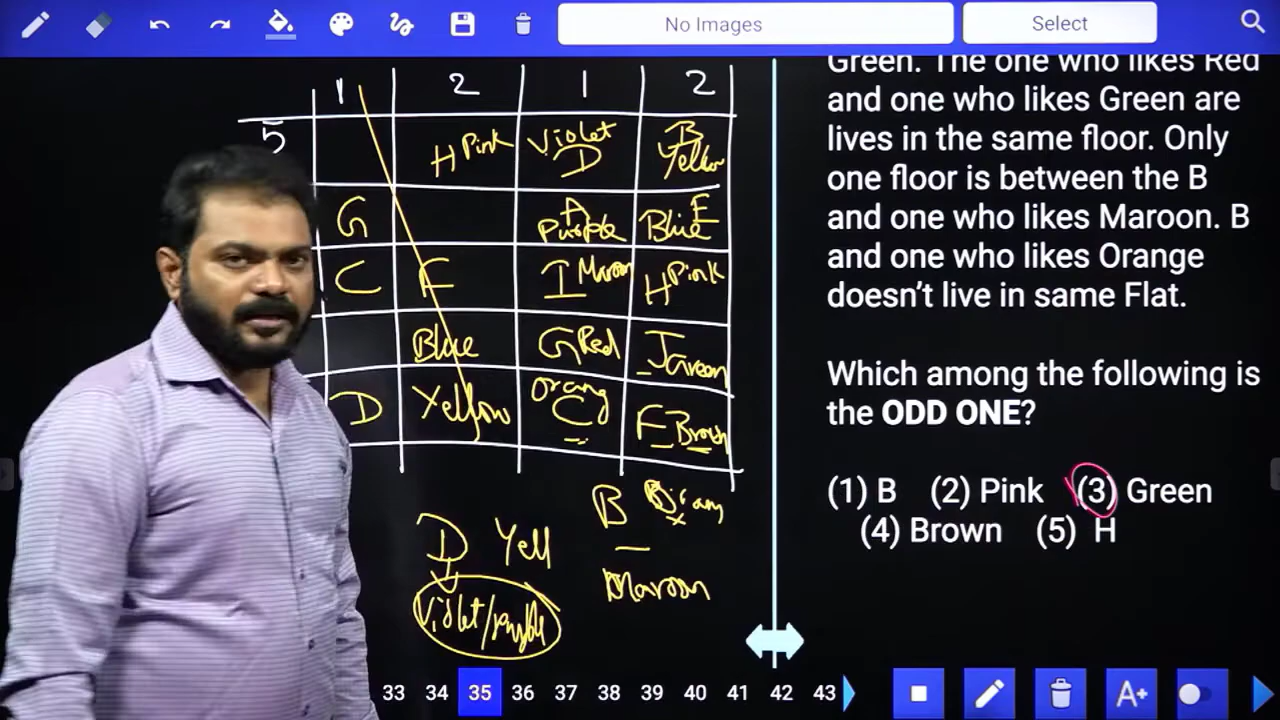 No Images
Select
1 2 1 2
5 H Pink Violet D B Yellow
G A Purple Blue E
C F I Maroon H Pink
Blue G Red J Green
D Yellow Orang C F Brown
D Yell B
Violet/purple Maroon
Green. The one who likes Red
and one who likes Green are
lives in the same floor. Only
one floor is between the B
and one who likes Maroon. B
and one who likes Orange
doesn’t live in same Flat.
Which among the following is
the ODD ONE?
(1) B (2) Pink (3) Green
(4) Brown (5) H
33 34 35 36 37 38 39 40 41 42 43
A+